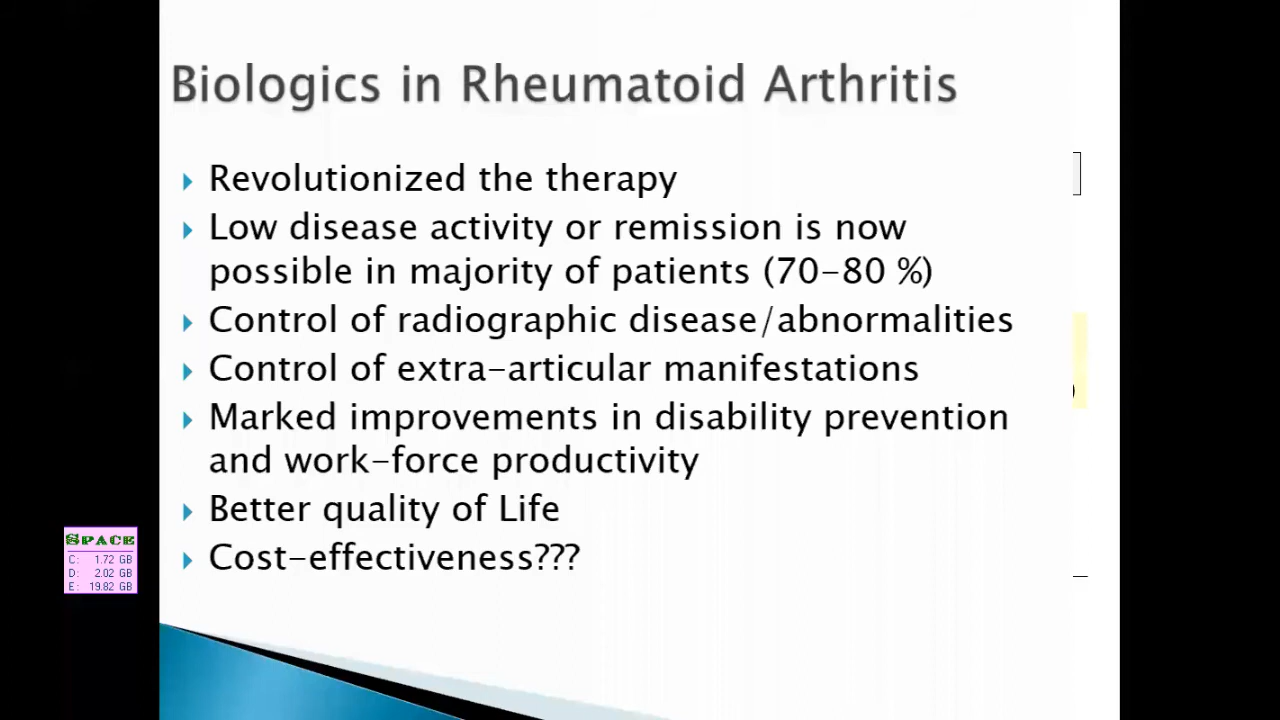 Biologics in Rheumatoid Arthritis
Revolutionized the therapy
Low disease activity or remission is now
possible in majority of patients (70-80 %)
Control of radiographic disease/abnormalities
Control of extra-articular manifestations
Marked improvements in disability prevention
and work-force productivity
Better quality of Life
Cost-effectiveness???
SPACE
C: 1.72 GB
D: 2.02 GB
E: 19.82 GB
)